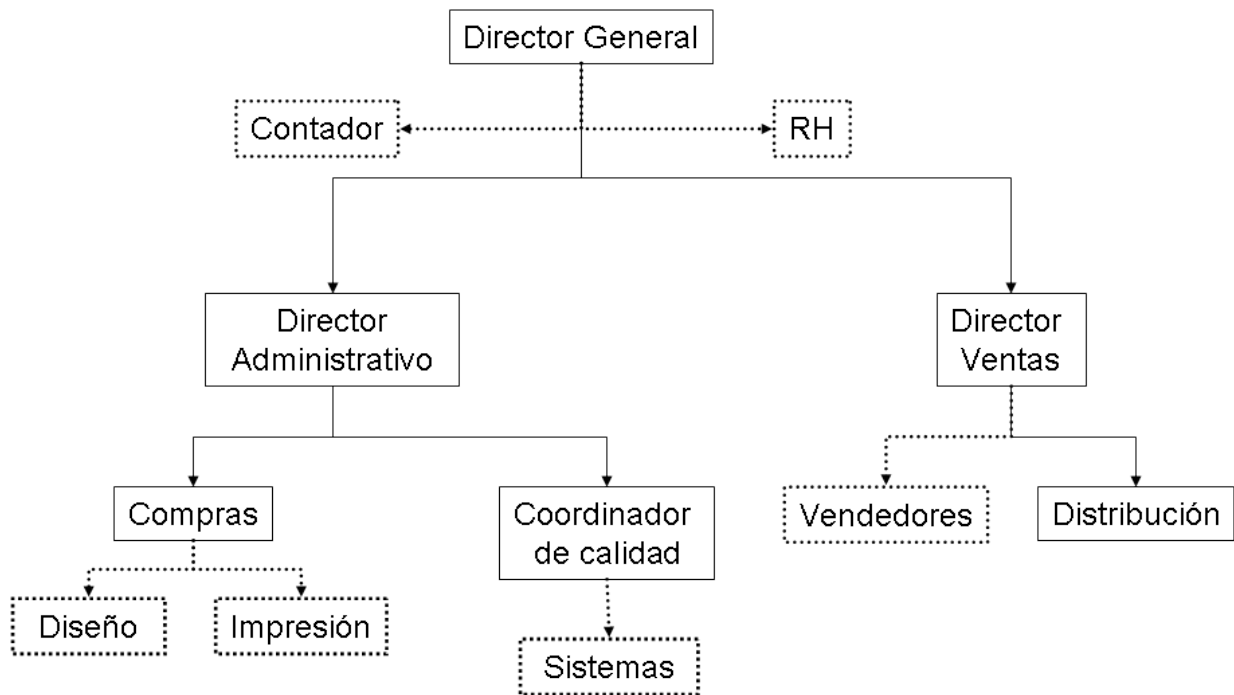 Director General
Contador
RH
Director
Administrativo
Director
Ventas
Compras
Coordinador
de calidad
Vendedores
Distribución
Diseño
Impresión
Sistemas